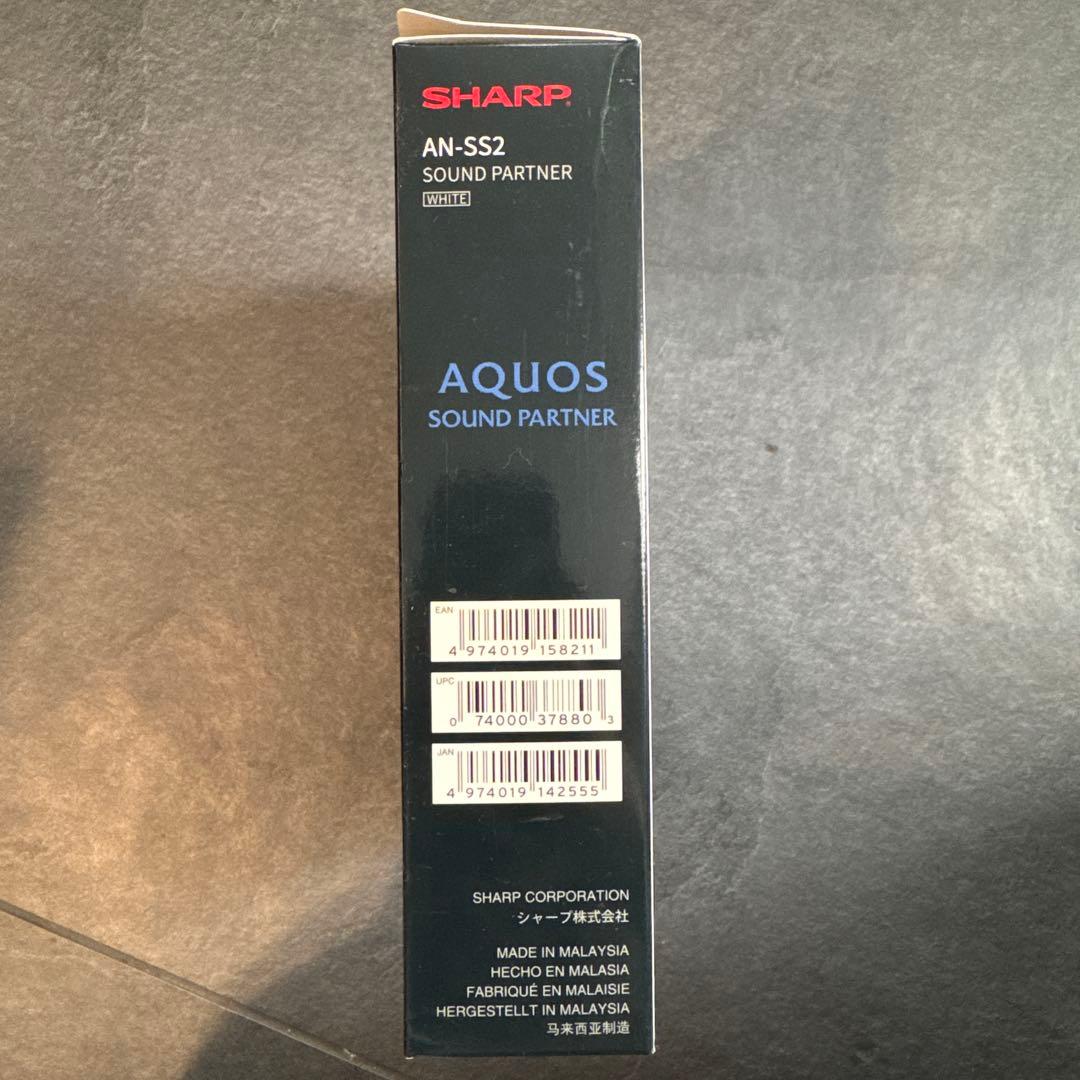 SHARP
AN-SS2
SOUND PARTNER
WHITE
AQUOS
SOUND PARTNER
EAN
4 974019 158211
UPC
0 74000 37880 3
JAN
4 974019 142555
SHARP CORPORATION
シャープ株式会社
MADE IN MALAYSIA
HECHO EN MALASIA
FABRIQUÉ EN MALAISIE
HERGESTELLT IN MALAYSIA
马来西亚制造